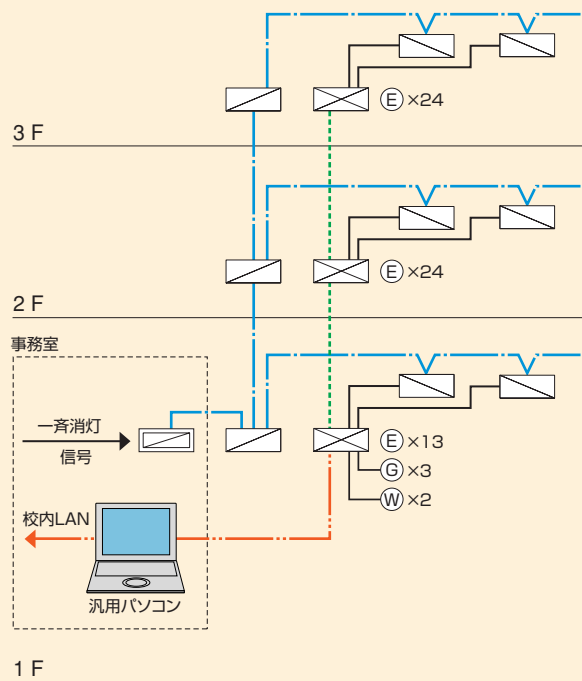 Ⓔ×24
3 F
Ⓔ×24
2 F
事務室
一斉消灯
信号
Ⓔ×13
Ⓖ×3
Ⓦ×2
校内LAN
汎用パソコン
1 F